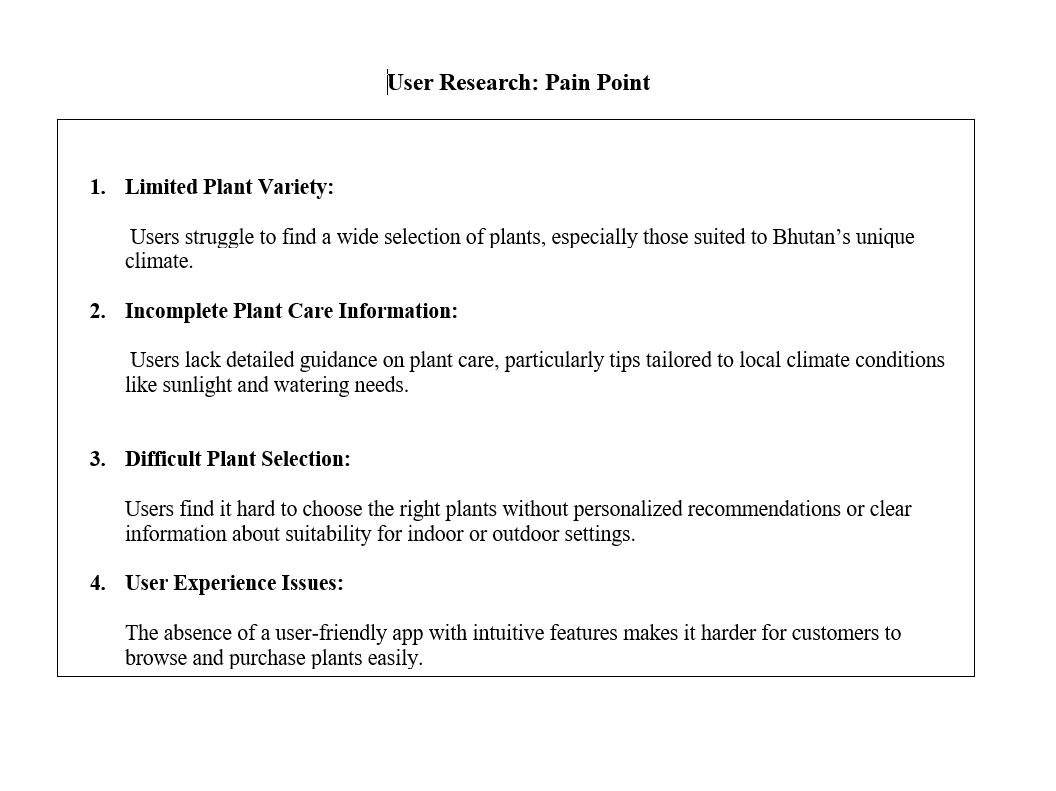 User Research: Pain Point
1. Limited Plant Variety:
Users struggle to find a wide selection of plants, especially those suited to Bhutan’s unique
climate.
2. Incomplete Plant Care Information:
Users lack detailed guidance on plant care, particularly tips tailored to local climate conditions
like sunlight and watering needs.
3. Difficult Plant Selection:
Users find it hard to choose the right plants without personalized recommendations or clear
information about suitability for indoor or outdoor settings.
4. User Experience Issues:
The absence of a user-friendly app with intuitive features makes it harder for customers to
browse and purchase plants easily.